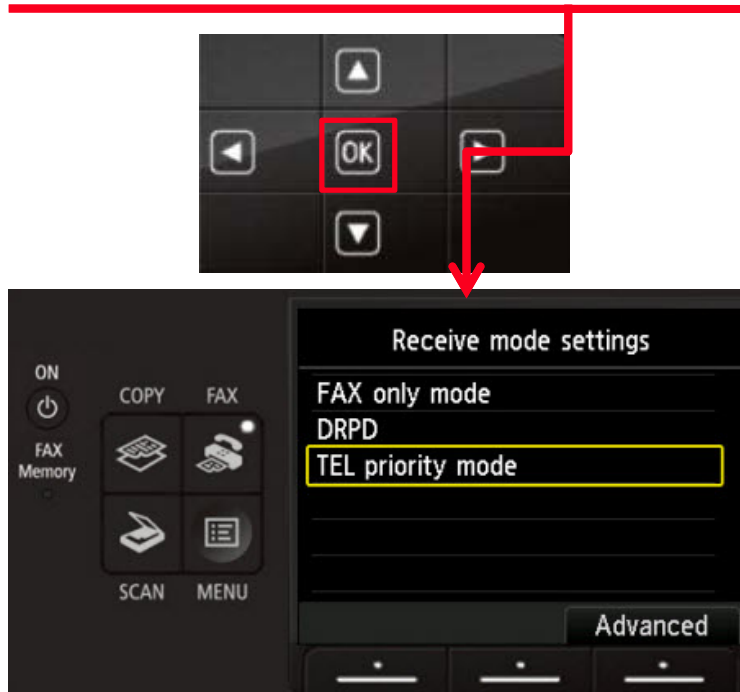 OK
Receive mode settings
ON
COPY FAX
FAX only mode
DRPD
FAX
Memory
TEL priority mode
SCAN MENU
Advanced